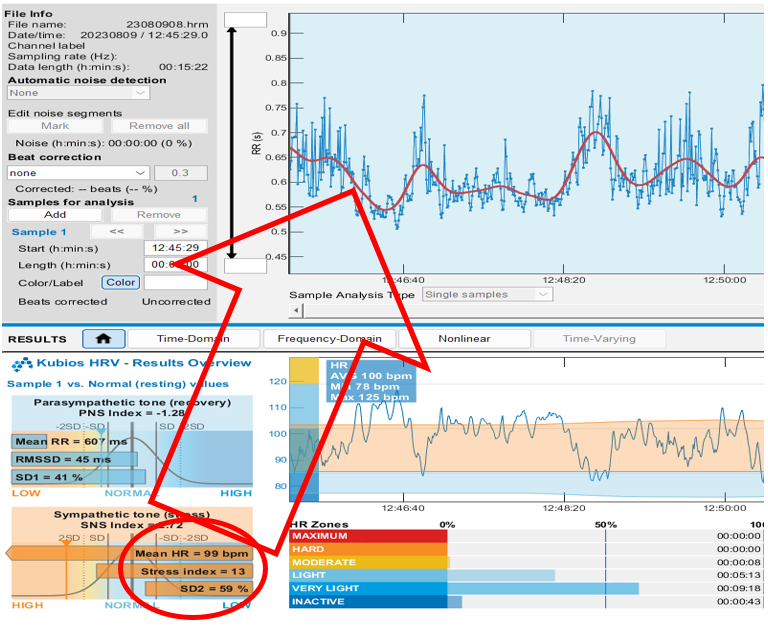 File Info
File name: 23080908.hrm
Date/time: 20230809 / 12:45:29.0
Channel label
Sampling rate (Hz):
Data length (h:min:s): 00:15:22
Automatic noise detection
None
Edit noise segments
Mark Remove all
Noise (h:min:s): 00:00:00 (0 %)
Beat correction
none 0.3
Corrected: -- beats (-- %)
Samples for analysis 1
Add Remove
Sample 1 << >>
Start (h:min:s) 12:45:29
Length (h:min:s)
Color/Label Color
Beats corrected Uncorrected
RR (s)
0.9
0.85
0.8
0.75
0.7
0.65
0.6
0.55
0.5
0.45
12:46:40 12:48:20 12:50:00
Sample Analysis Type Single samples
RESULTS Time-Domain Frequency-Domain Nonlinear Time-Varying
Kubios HRV - Results Overview
Sample 1 vs. Normal (resting) values
Parasympathetic tone (recovery)
PNS Index = -1.28
-2SD -SD SD 2SD
Mean RR = 607 ms
RMSSD = 45 ms
SD1 = 41 %
LOW NORMAL HIGH
Sympathetic tone (stress)
SNS Index = 2.72
2SD SD -SD -2SD
Mean HR = 99 bpm
Stress index = 13
SD2 = 59 %
HIGH NORMAL LOW
HR
AVG 100 bpm
Min 78 bpm
Max 125 bpm
120
110
100
90
80
12:46:40 12:48:20 12:50:00
HR Zones 0% 50%
MAXIMUM 00:00:00
HARD 00:00:00
MODERATE 00:00:08
LIGHT 00:05:13
VERY LIGHT 00:09:18
INACTIVE 00:00:43